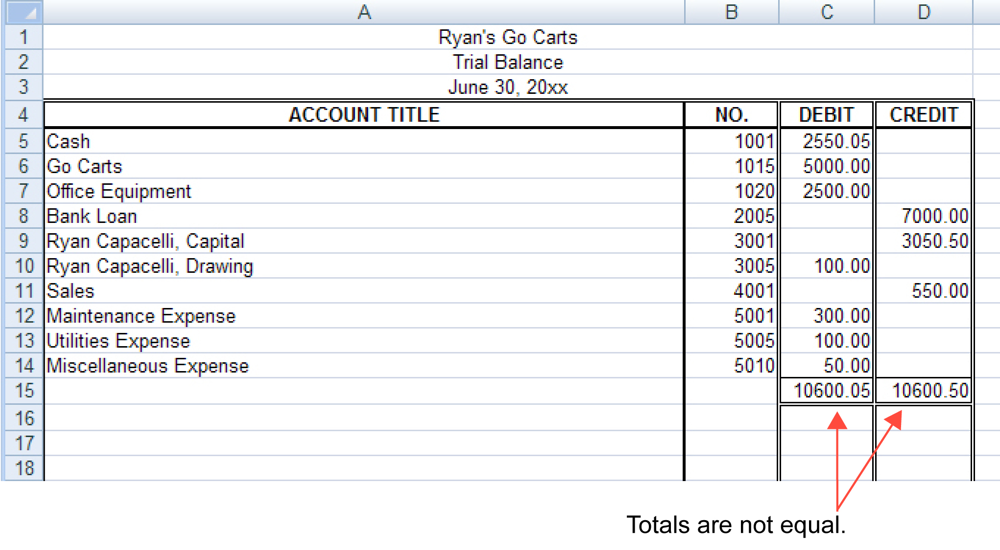 A B C D
1 Ryan's Go Carts
2 Trial Balance
3 June 30, 20xx
4 ACCOUNT TITLE NO. DEBIT CREDIT
5 Cash 1001 2550.05
6 Go Carts 1015 5000.00
7 Office Equipment 1020 2500.00
8 Bank Loan 2005 7000.00
9 Ryan Capacelli, Capital 3001 3050.50
10 Ryan Capacelli, Drawing 3005 100.00
11 Sales 4001 550.00
12 Maintenance Expense 5001 300.00
13 Utilities Expense 5005 100.00
14 Miscellaneous Expense 5010 50.00
15 10600.05 10600.50
16
17
18
Totals are not equal.